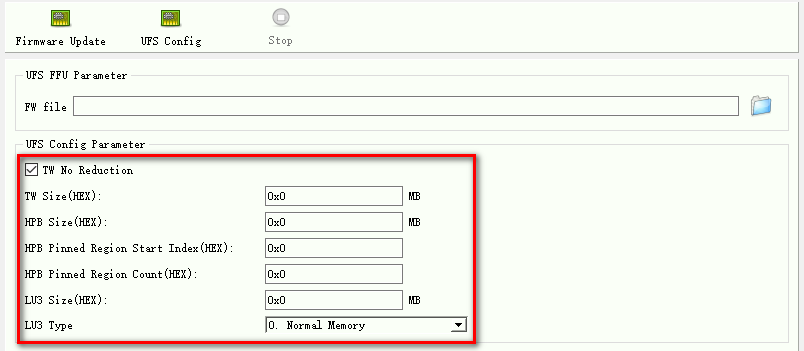 Firmware Update UFS Config Stop
UFS FFU Parameter
FW file
UFS Config Parameter
TW No Reduction
TW Size(HEX): 0x0 MB
HPB Size(HEX): 0x0 MB
HPB Pinned Region Start Index(HEX): 0x0
HPB Pinned Region Count(HEX): 0x0
LU3 Size(HEX): 0x0 MB
LU3 Type 0. Normal Memory